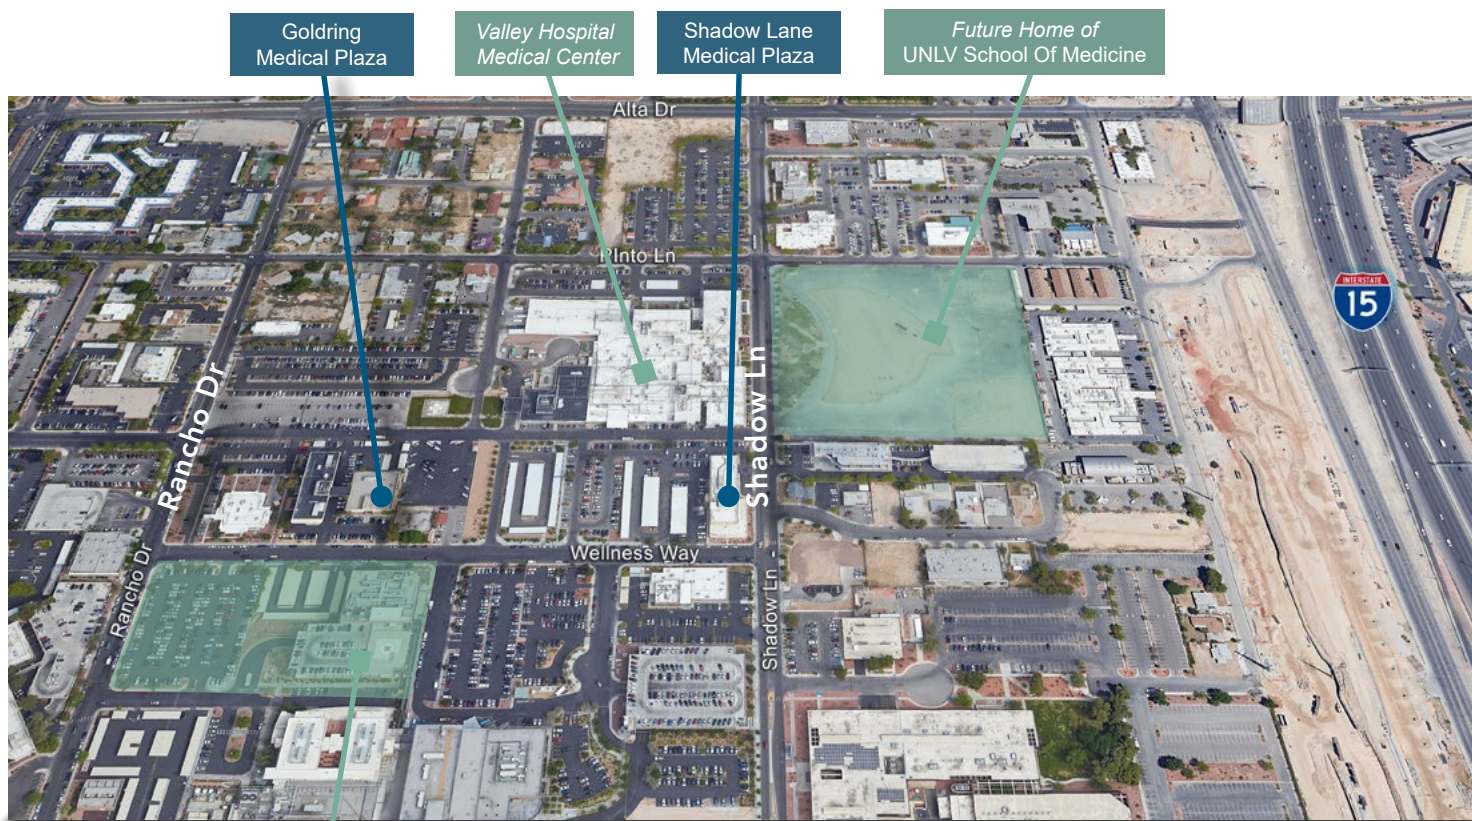 Goldring
Medical Plaza
Valley Hospital
Medical Center
Shadow Lane
Medical Plaza
Future Home of
UNLV School Of Medicine
Alta Dr
PInto Ln
INTERSTATE
15
Rancho Dr
Shadow Ln
Wellness Way
Rancho Dr
Shadow Ln